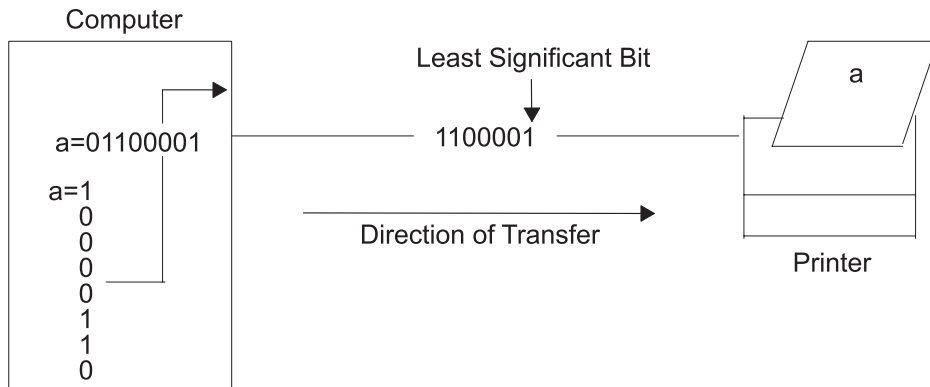 Computer
a=01100001
a=1
0
0
0
0
1
1
0
Least Significant Bit
1100001
Direction of Transfer
a
Printer